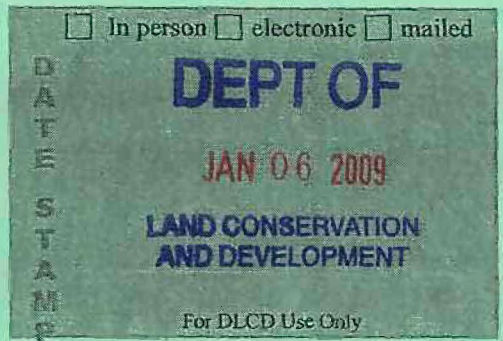 ☐ In person ☐ electronic ☐ mailed
DATE STAMP
DEPT OF
JAN 06 2009
LAND CONSERVATION
AND DEVELOPMENT
For DLCD Use Only